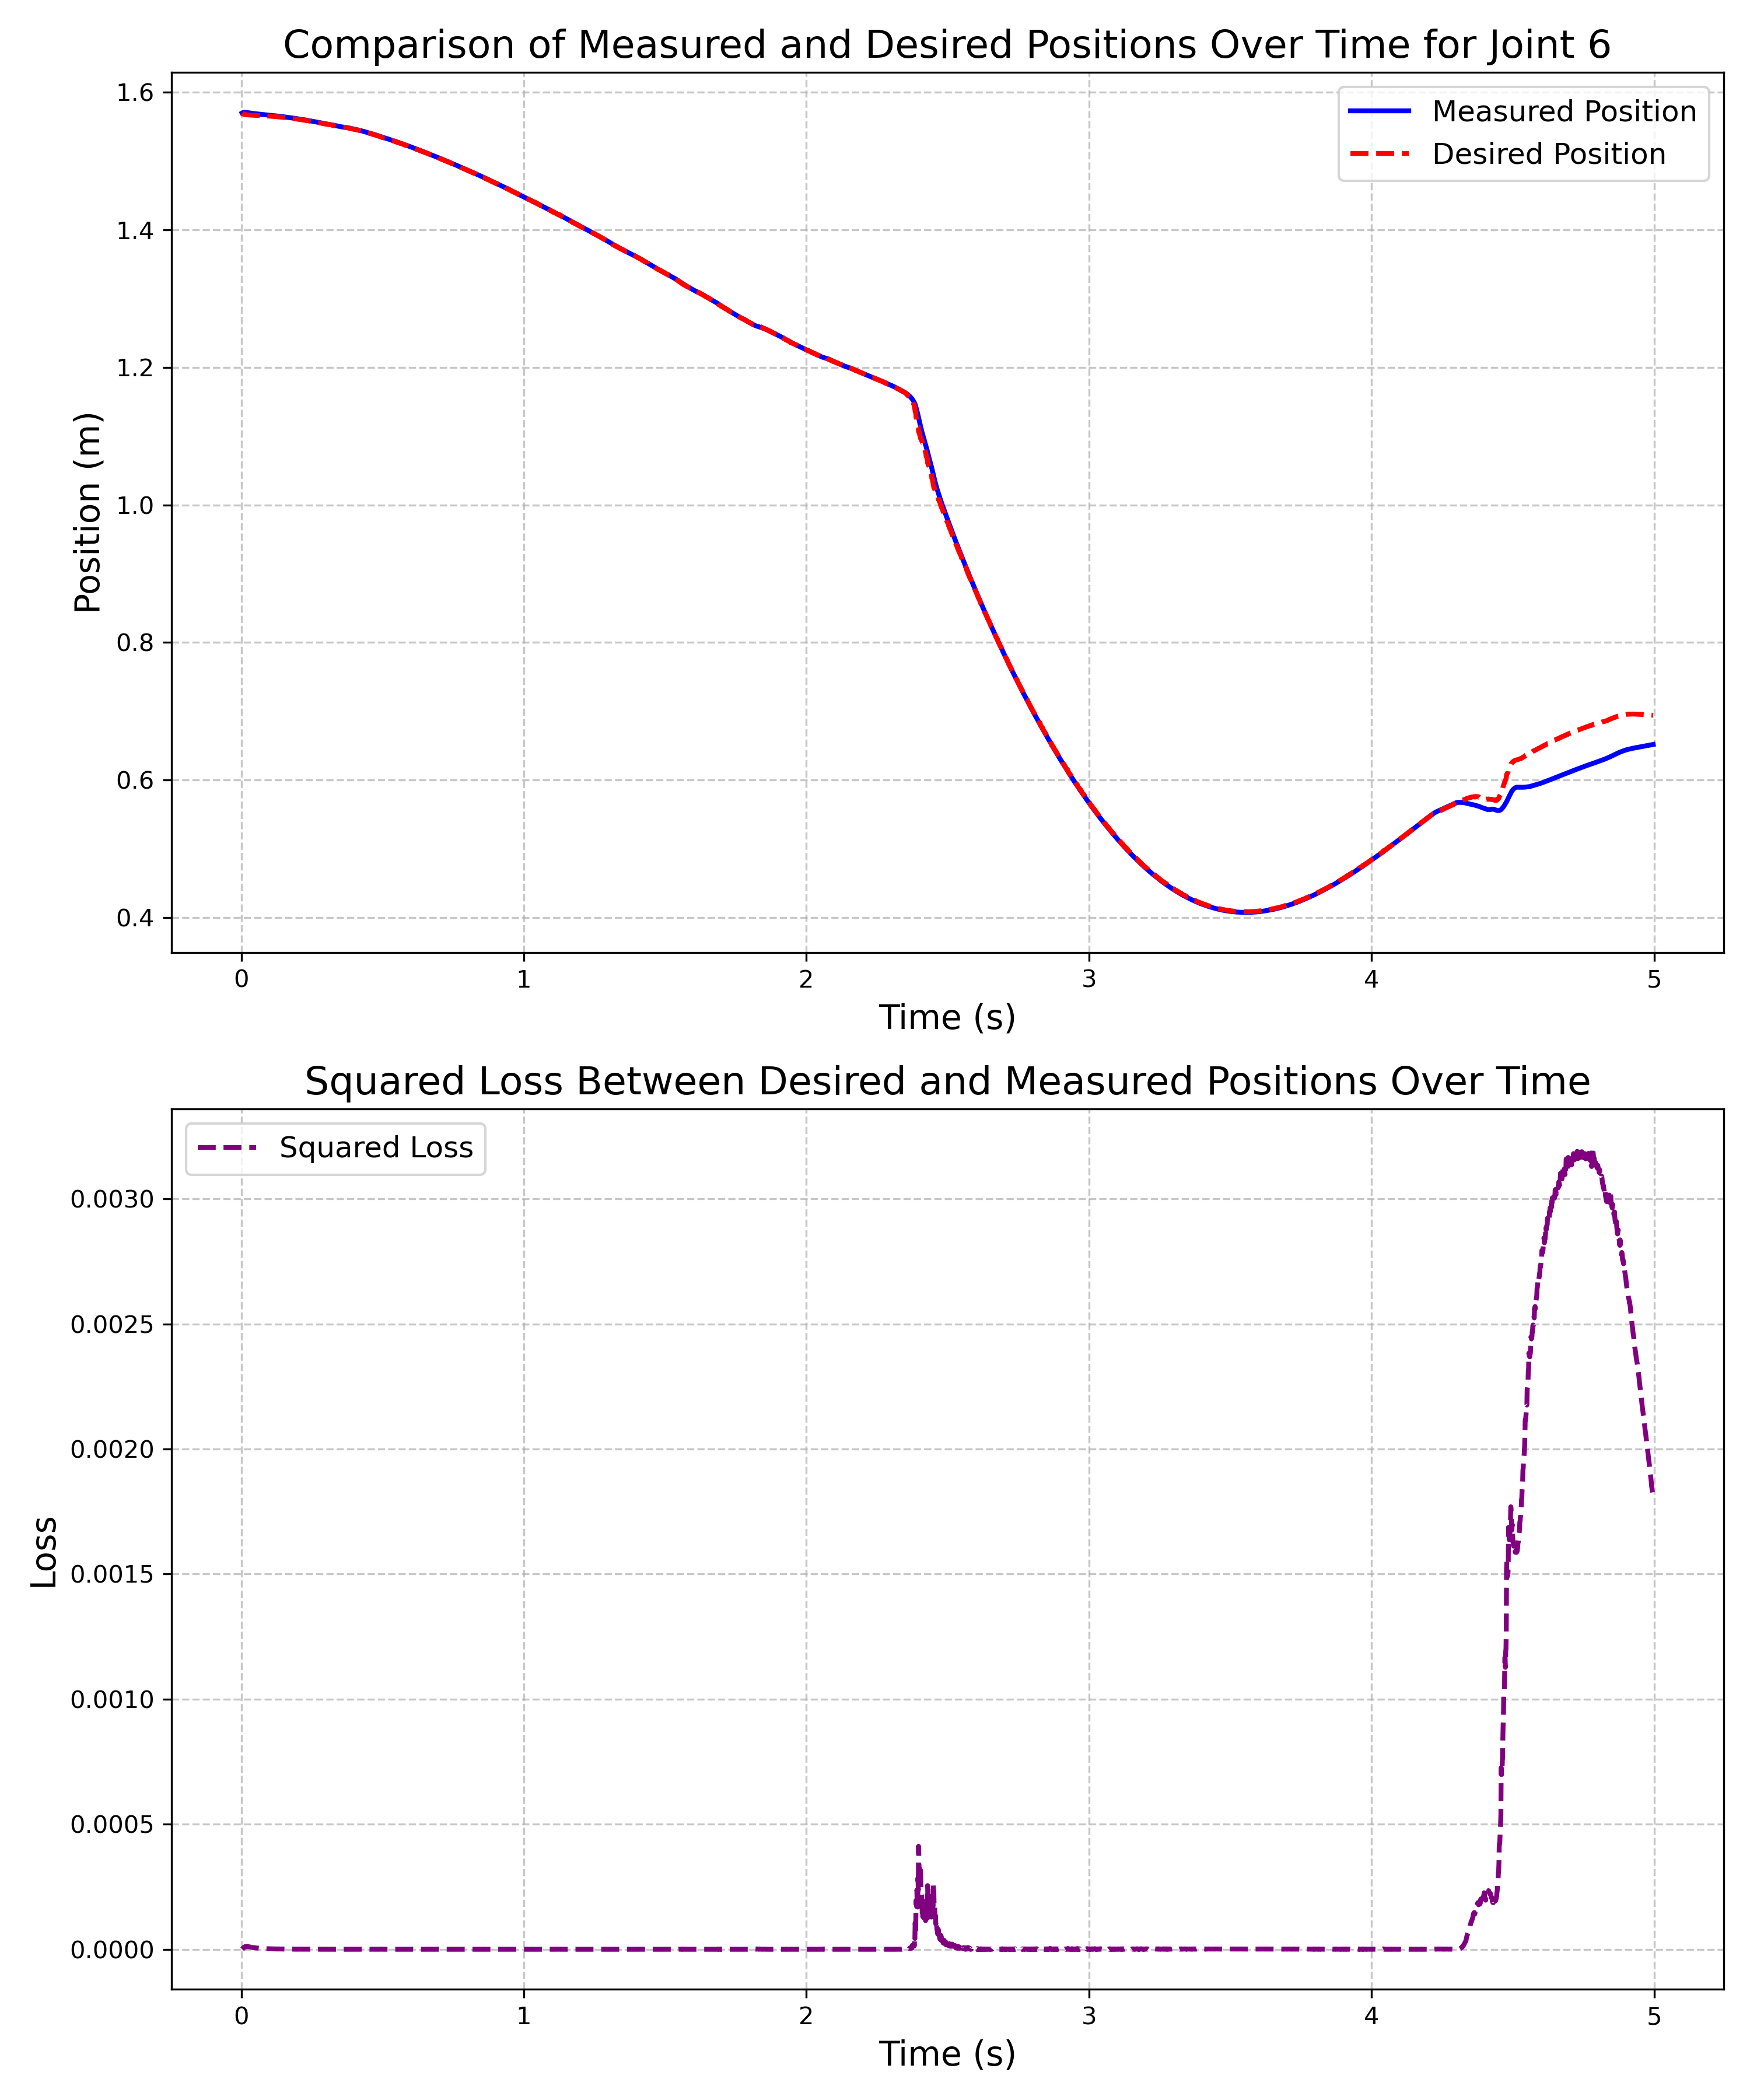 Comparison of Measured and Desired Positions Over Time for Joint 6
Measured Position
Desired Position
Position (m)
1.6
1.4
1.2
1.0
0.8
0.6
0.4
0 1 2 3 4 5
Time (s)
Squared Loss Between Desired and Measured Positions Over Time
Squared Loss
Loss
0.0030
0.0025
0.0020
0.0015
0.0010
0.0005
0.0000
0 1 2 3 4 5
Time (s)